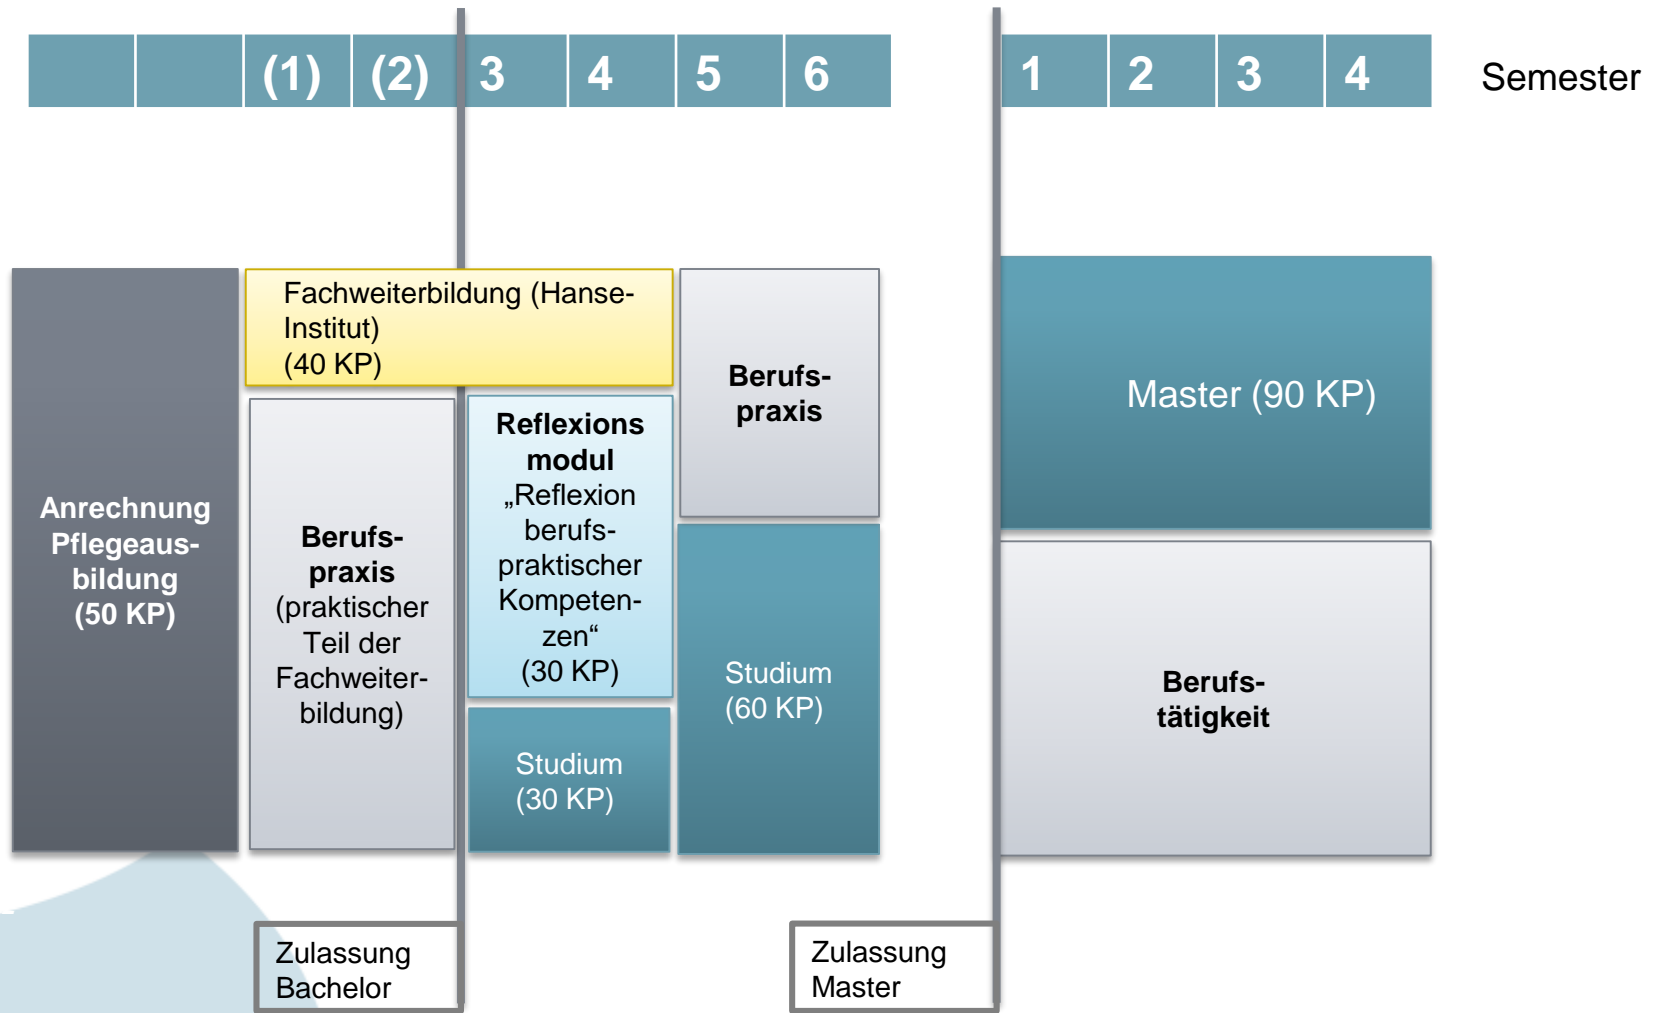 (1) (2) 3 4 5 6 1 2 3 4 Semester
Anrechnung
Pflegeaus-
bildung
(50 KP)
Fachweiterbildung (Hanse-
Institut)
(40 KP)
Berufs-
praxis
(praktischer
Teil der
Fachweiter-
bildung)
Reflexions
modul
„Reflexion
berufs-
praktischer
Kompeten-
zen“
(30 KP)
Studium
(30 KP)
Berufs-
praxis
Studium
(60 KP)
Master (90 KP)
Berufs-
tätigkeit
Zulassung
Bachelor
Zulassung
Master